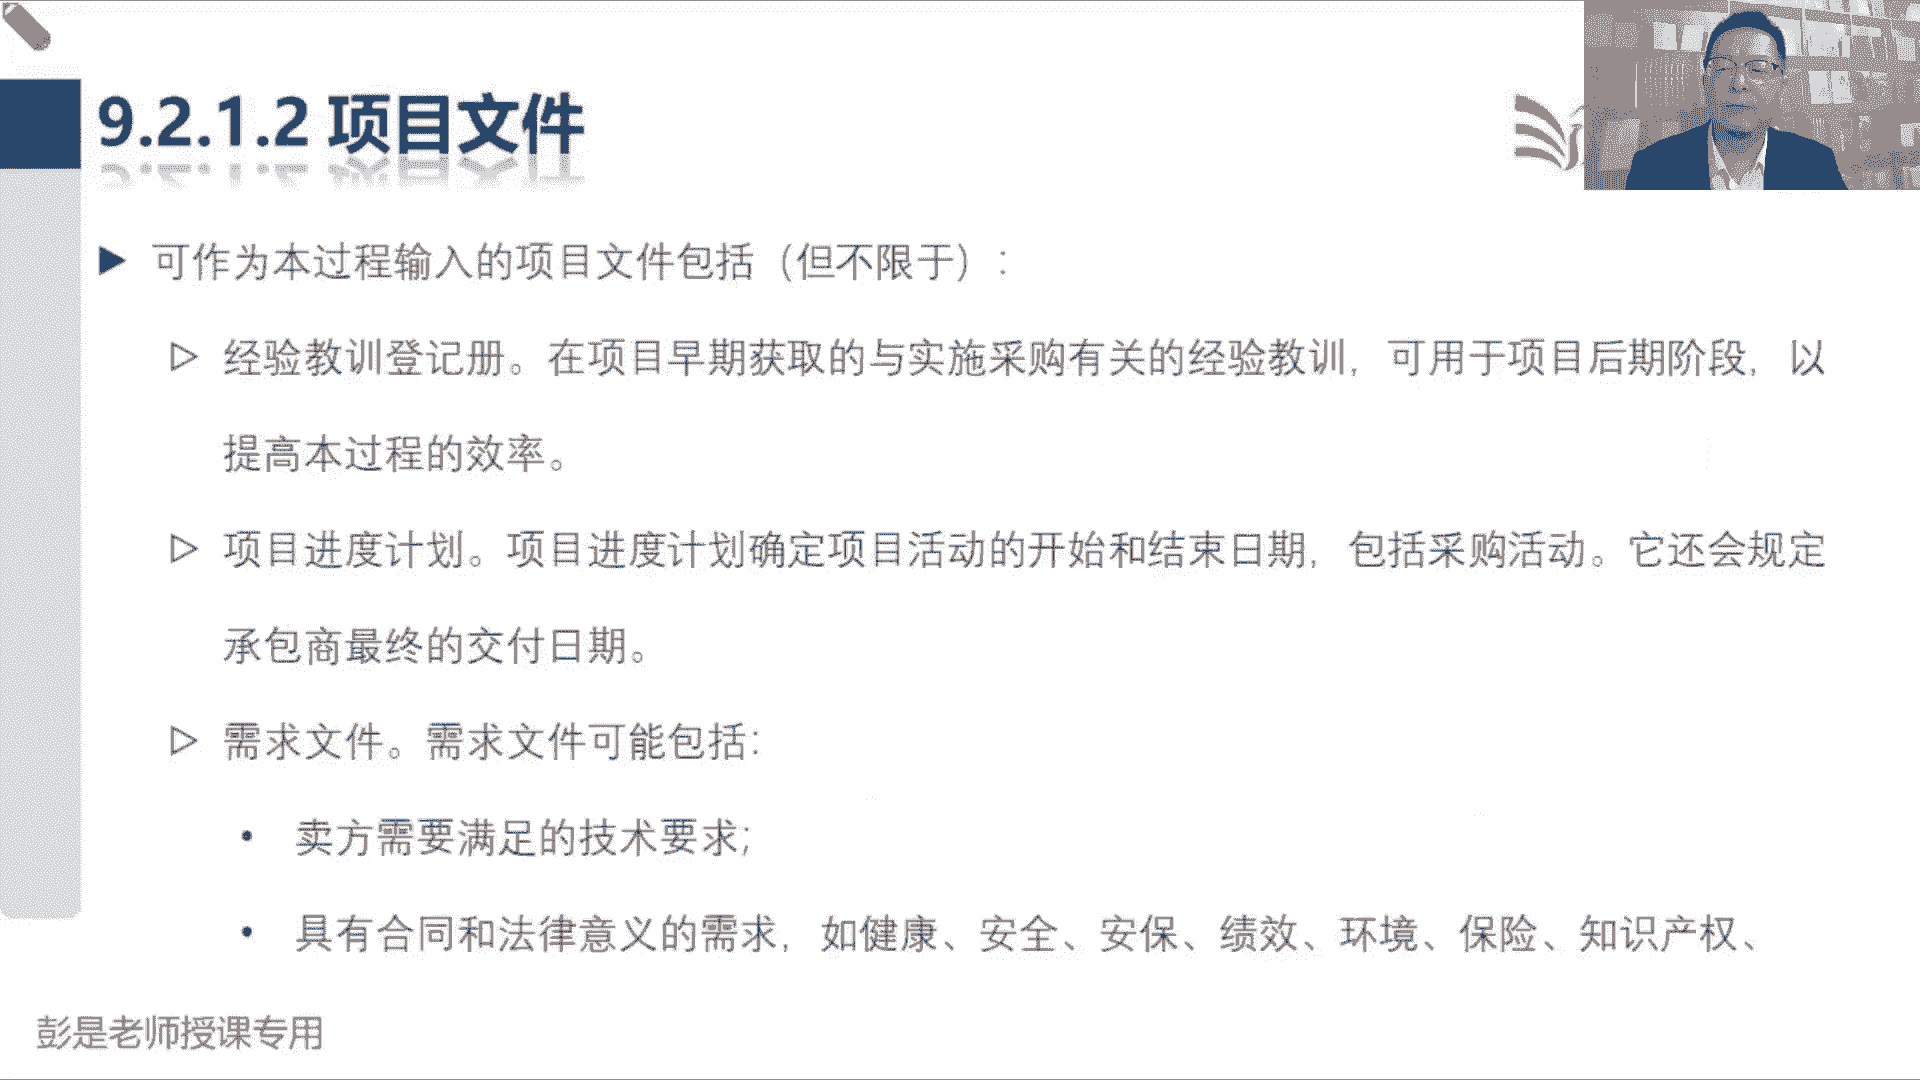 9.2.1.2 项目文件
可作为本过程输入的项目文件包括（但不限于）：
经验教训登记册。在项目早期获取的与实施采购有关的经验教训，可用于项目后期阶段，以
提高本过程的效率。
项目进度计划。项目进度计划确定项目活动的开始和结束日期，包括采购活动。它还会规定
承包商最终的交付日期。
需求文件。需求文件可能包括：
卖方需要满足的技术要求；
具有合同和法律意义的需求，如健康、安全、安保、绩效、环境、保险、知识产权、
彭是老师授课专用